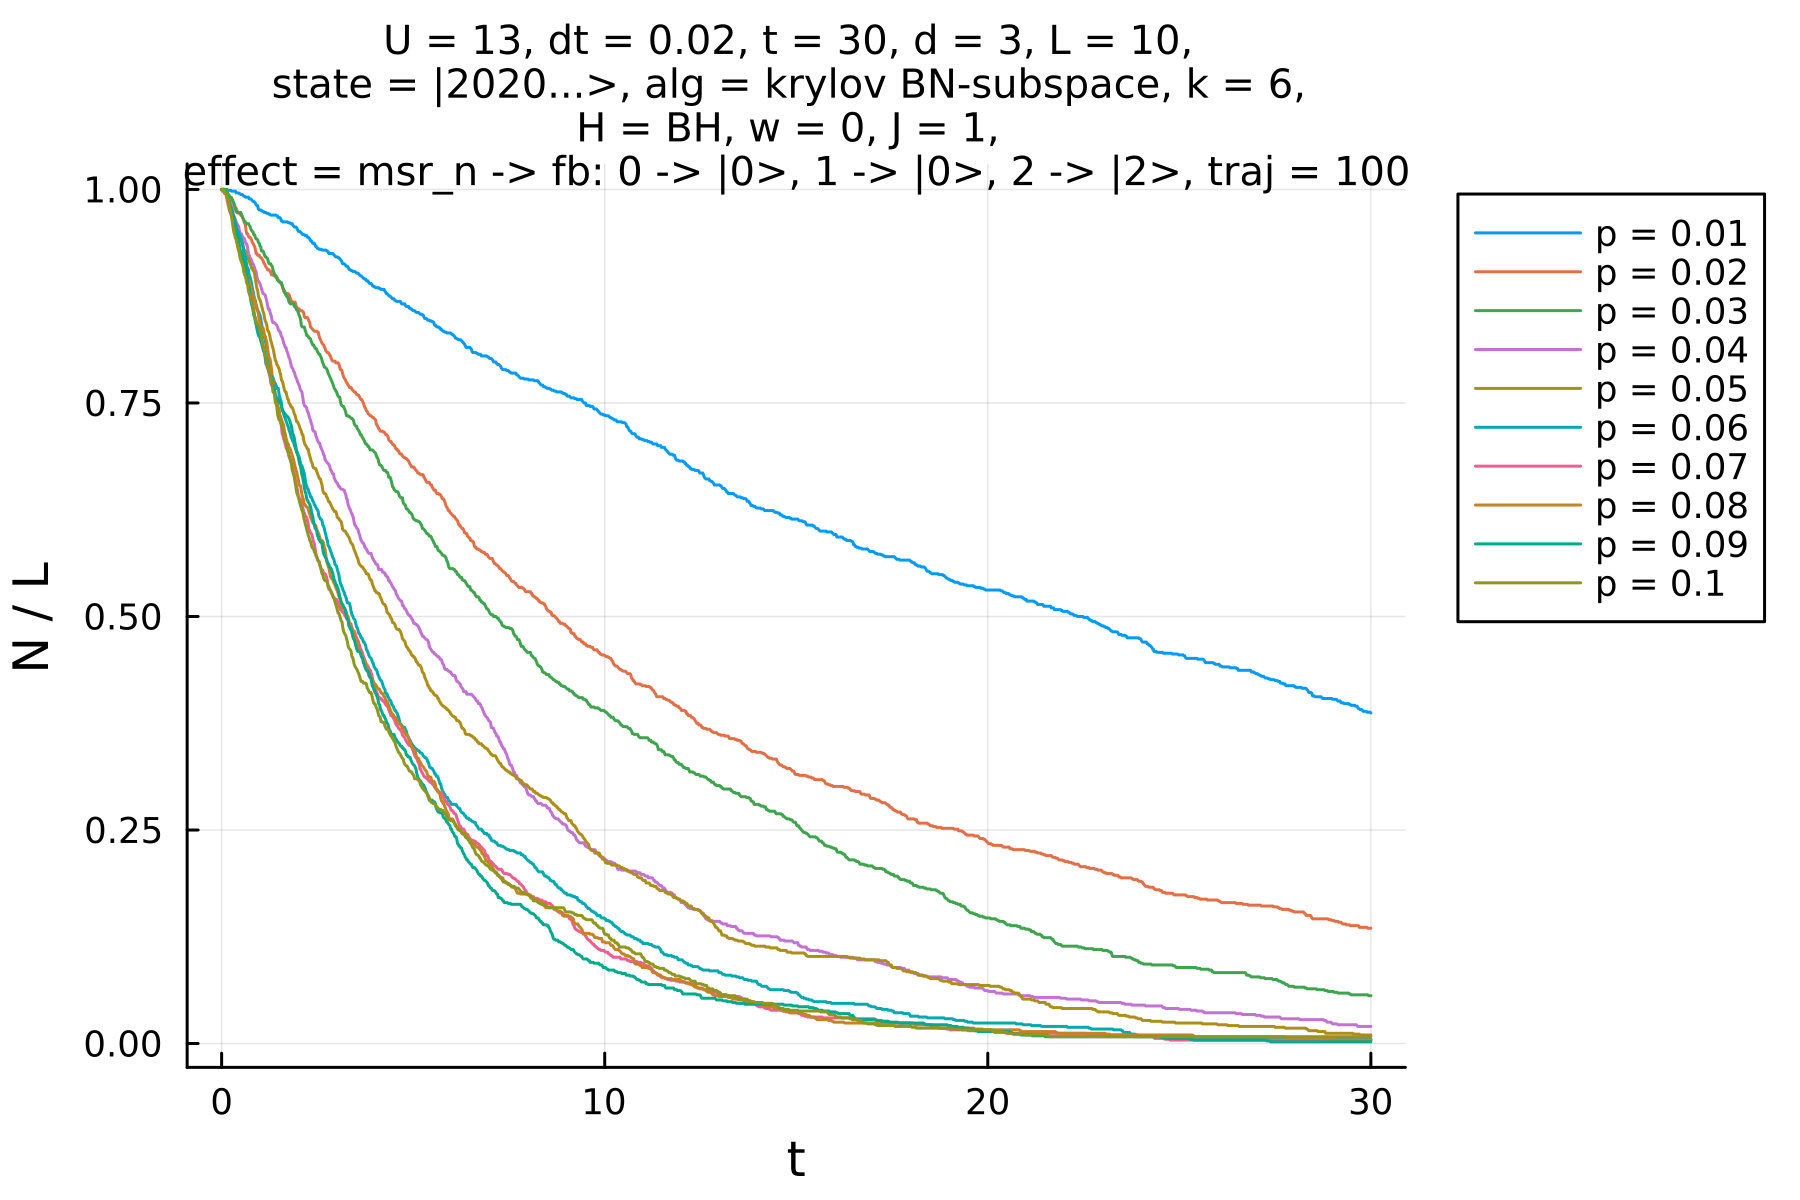 U = 13, dt = 0.02, t = 30, d = 3, L = 10,
state = |2020...>, alg = krylov BN-subspace, k = 6,
H = BH, w = 0, J = 1,
effect = msr_n -> fb: 0 -> |0>, 1 -> |0>, 2 -> |2>, traj = 100
1.00
0.75
0.50
0.25
0.00
N / L
0
10
20
30
t
p = 0.01
p = 0.02
p = 0.03
p = 0.04
p = 0.05
p = 0.06
p = 0.07
p = 0.08
p = 0.09
p = 0.1